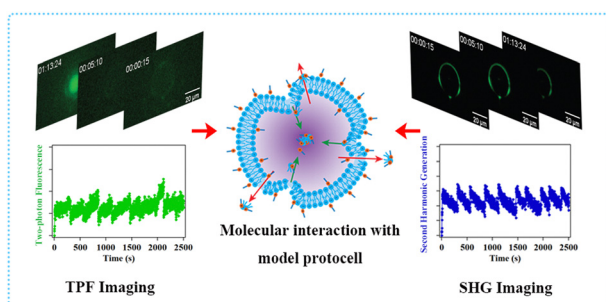 01:13:24
00:05:10
00:00:15
20 µm
00:00:15
00:05:10
01:13:24
20 µm
20 µm
20 µm
Two-photon Fluorescence
0 500 1000 1500 2000 2500
Time (s)
TPF Imaging
Molecular interaction with
model protocell
Second Harmonic Generation
0 500 1000 1500 2000 2500
Time (s)
SHG Imaging